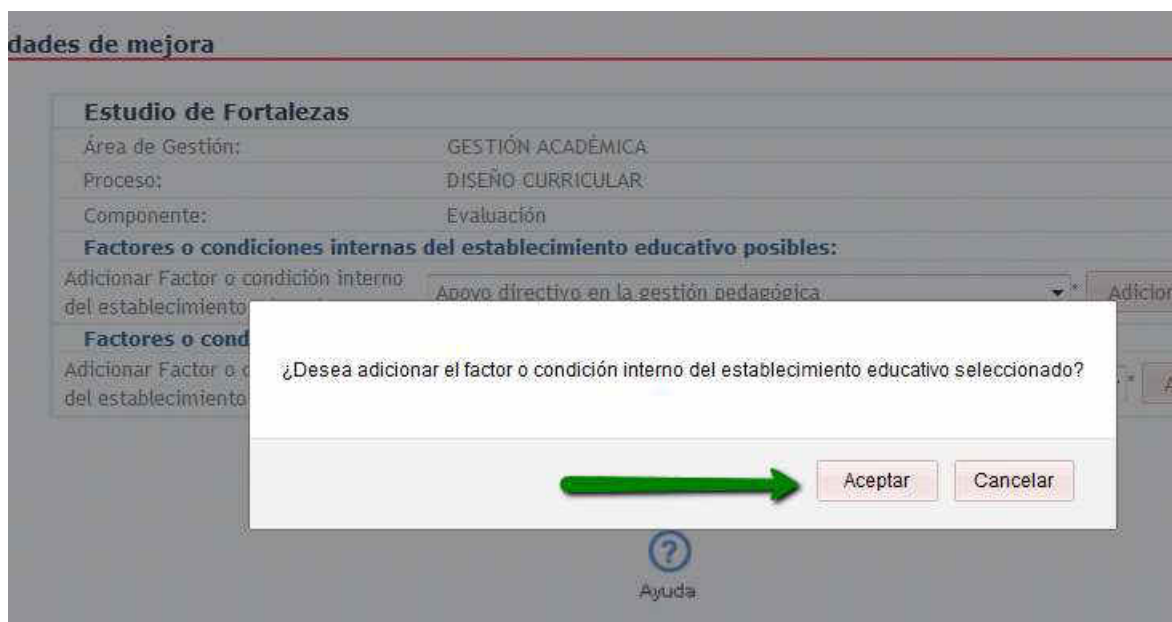 dades de mejora
Estudio de Fortalezas
Área de Gestión: GESTIÓN ACADÉMICA
Proceso: DISEÑO CURRICULAR
Componente: Evaluación
Factores o condiciones internas del establecimiento educativo posibles:
Adicionar Factor o condición interno
del establecimiento
Apoyo directivo en la gestión pedagógica * Adicion
Factores o cond
Adicionar Factor o c
del establecimiento
* A
¿Desea adicionar el factor o condición interno del establecimiento educativo seleccionado?
Aceptar Cancelar
Ayuda